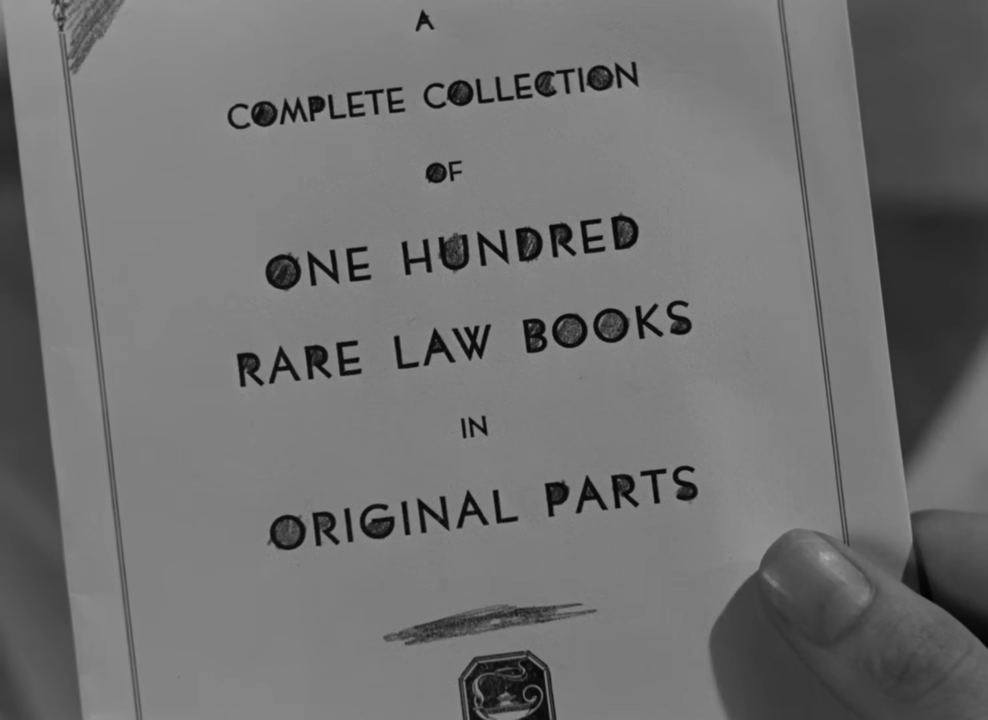 A
COMPLETE COLLECTION
OF
ONE HUNDRED
RARE LAW BOOKS
IN
ORIGINAL PARTS